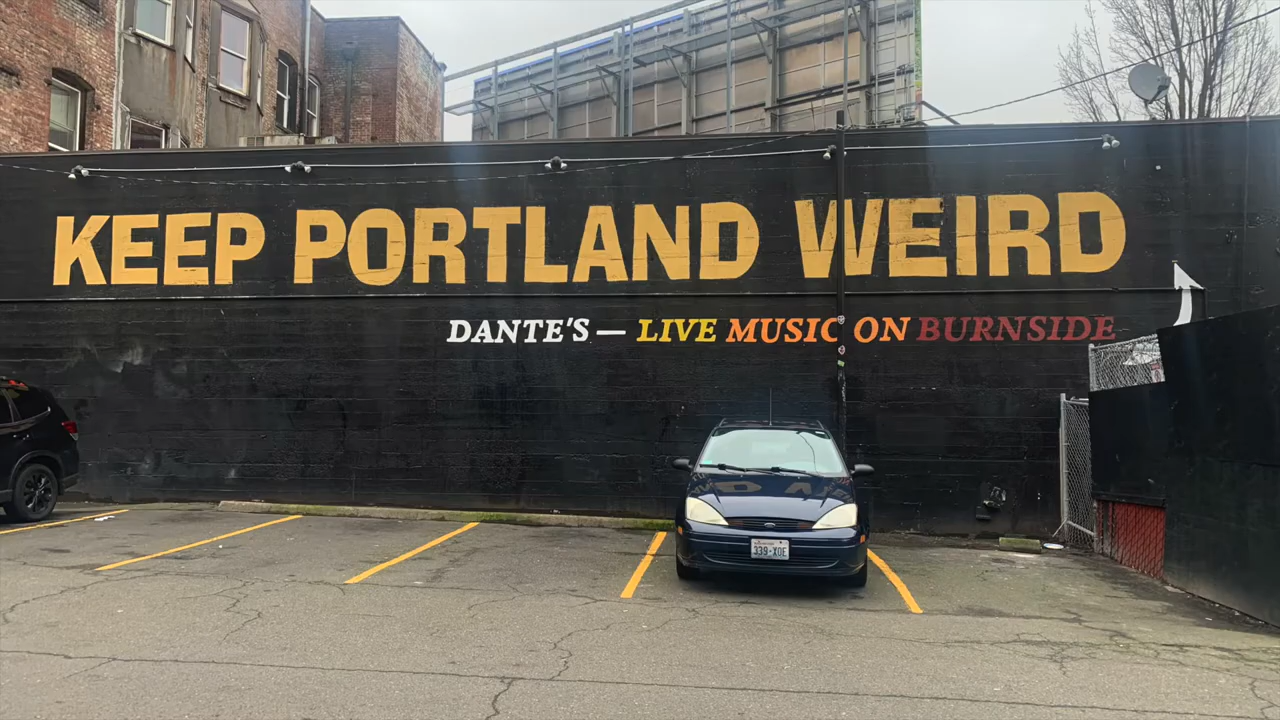 KEEP PORTLAND WEIRD
DANTE'S — LIVE MUSIC ON BURNSIDE
339-XOE